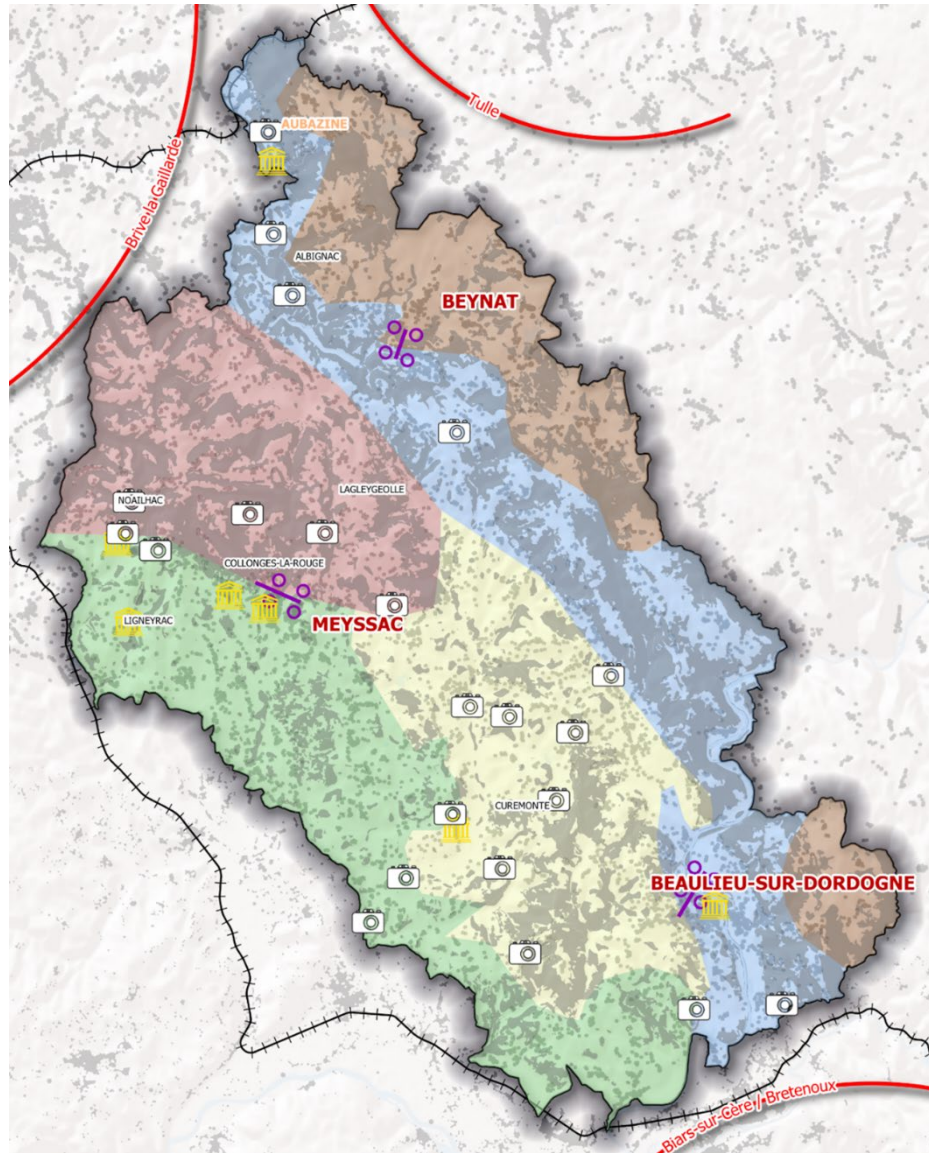 Tulle
AUBAZINE
Brive-la-Gaillarde
ALBIGNAC
BEYNAT
LAGLEYGEOLLE
NOAILHAC
COLLONGES-LA-ROUGE
LIGNEYRAC
MEYSSAC
CUREMONTE
BEAULIEU-SUR-DORDOGNE
Biars-sur-Cère / Bretenoux